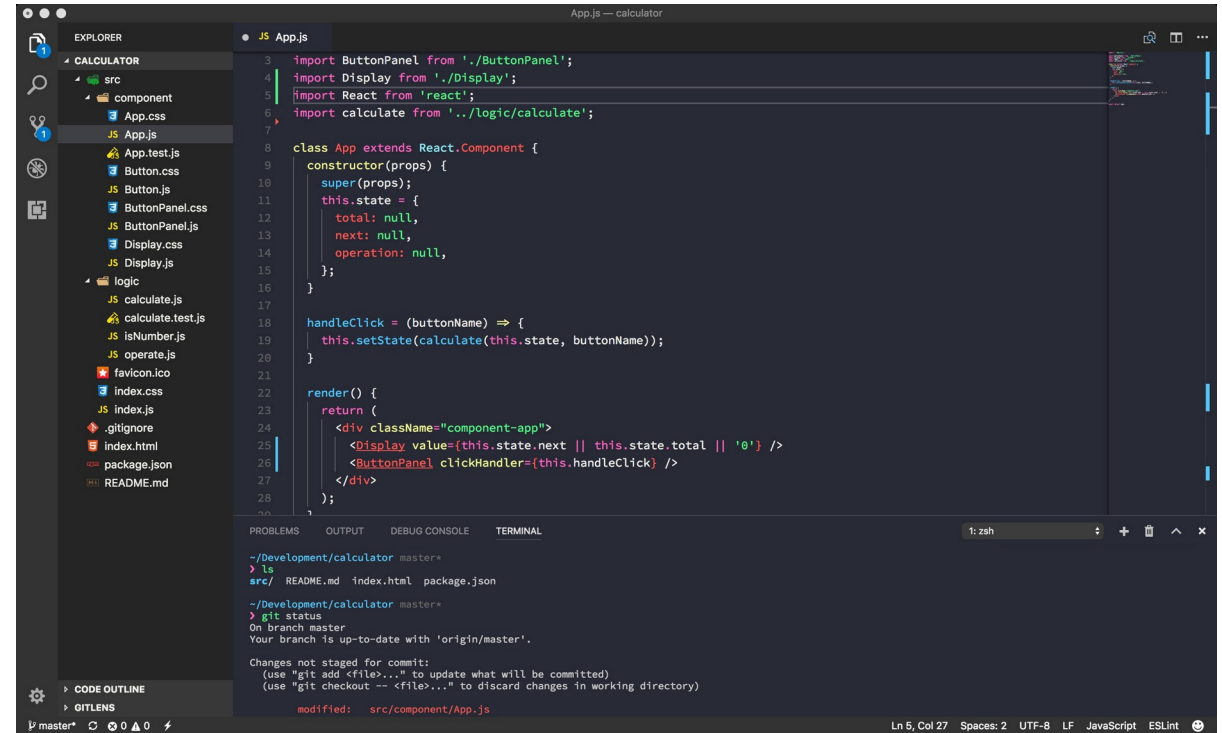 App.js — calculator
EXPLORER
CALCULATOR
src
component
App.css
App.js
App.test.js
Button.css
Button.js
ButtonPanel.css
ButtonPanel.js
Display.css
Display.js
logic
calculate.js
calculate.test.js
isNumber.js
operate.js
favicon.ico
index.css
JS index.js
.gitignore
index.html
package.json
README.md
CODE OUTLINE
GITLENS
JS App.js
3 import ButtonPanel from './ButtonPanel';
4 import Display from './Display';
5 import React from 'react';
6 import calculate from '../logic/calculate';
7
8 class App extends React.Component {
9 constructor(props) {
10 super(props);
11 this.state = {
12 total: null,
13 next: null,
14 operation: null,
15 };
16 }
17
18 handleClick = (buttonName) ⇒ {
19 this.setState(calculate(this.state, buttonName));
20 }
21
22 render() {
23 return (
24 <div className="component-app">
25 <Display value={this.state.next || this.state.total || '0'} />
26 <ButtonPanel clickHandler={this.handleClick} />
27 </div>
28 );
PROBLEMS OUTPUT DEBUG CONSOLE TERMINAL 1: zsh
~/Development/calculator master*
❯ ls
src/ README.md index.html package.json
~/Development/calculator master*
❯ git status
On branch master
Your branch is up-to-date with 'origin/master'.
Changes not staged for commit:
(use "git add <file>..." to update what will be committed)
(use "git checkout -- <file>..." to discard changes in working directory)
modified: src/component/App.js
master* 0 0 Ln 5, Col 27 Spaces: 2 UTF-8 LF JavaScript ESLint